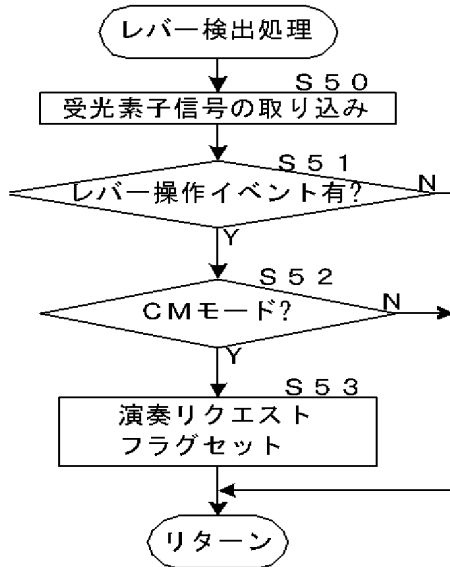 レバー検出処理
S50
受光素子信号の取り込み
S51
レバー操作イベント有?
N
Y
S52
CMモード?
N
Y
S53
演奏リクエスト
フラグセット
リターン